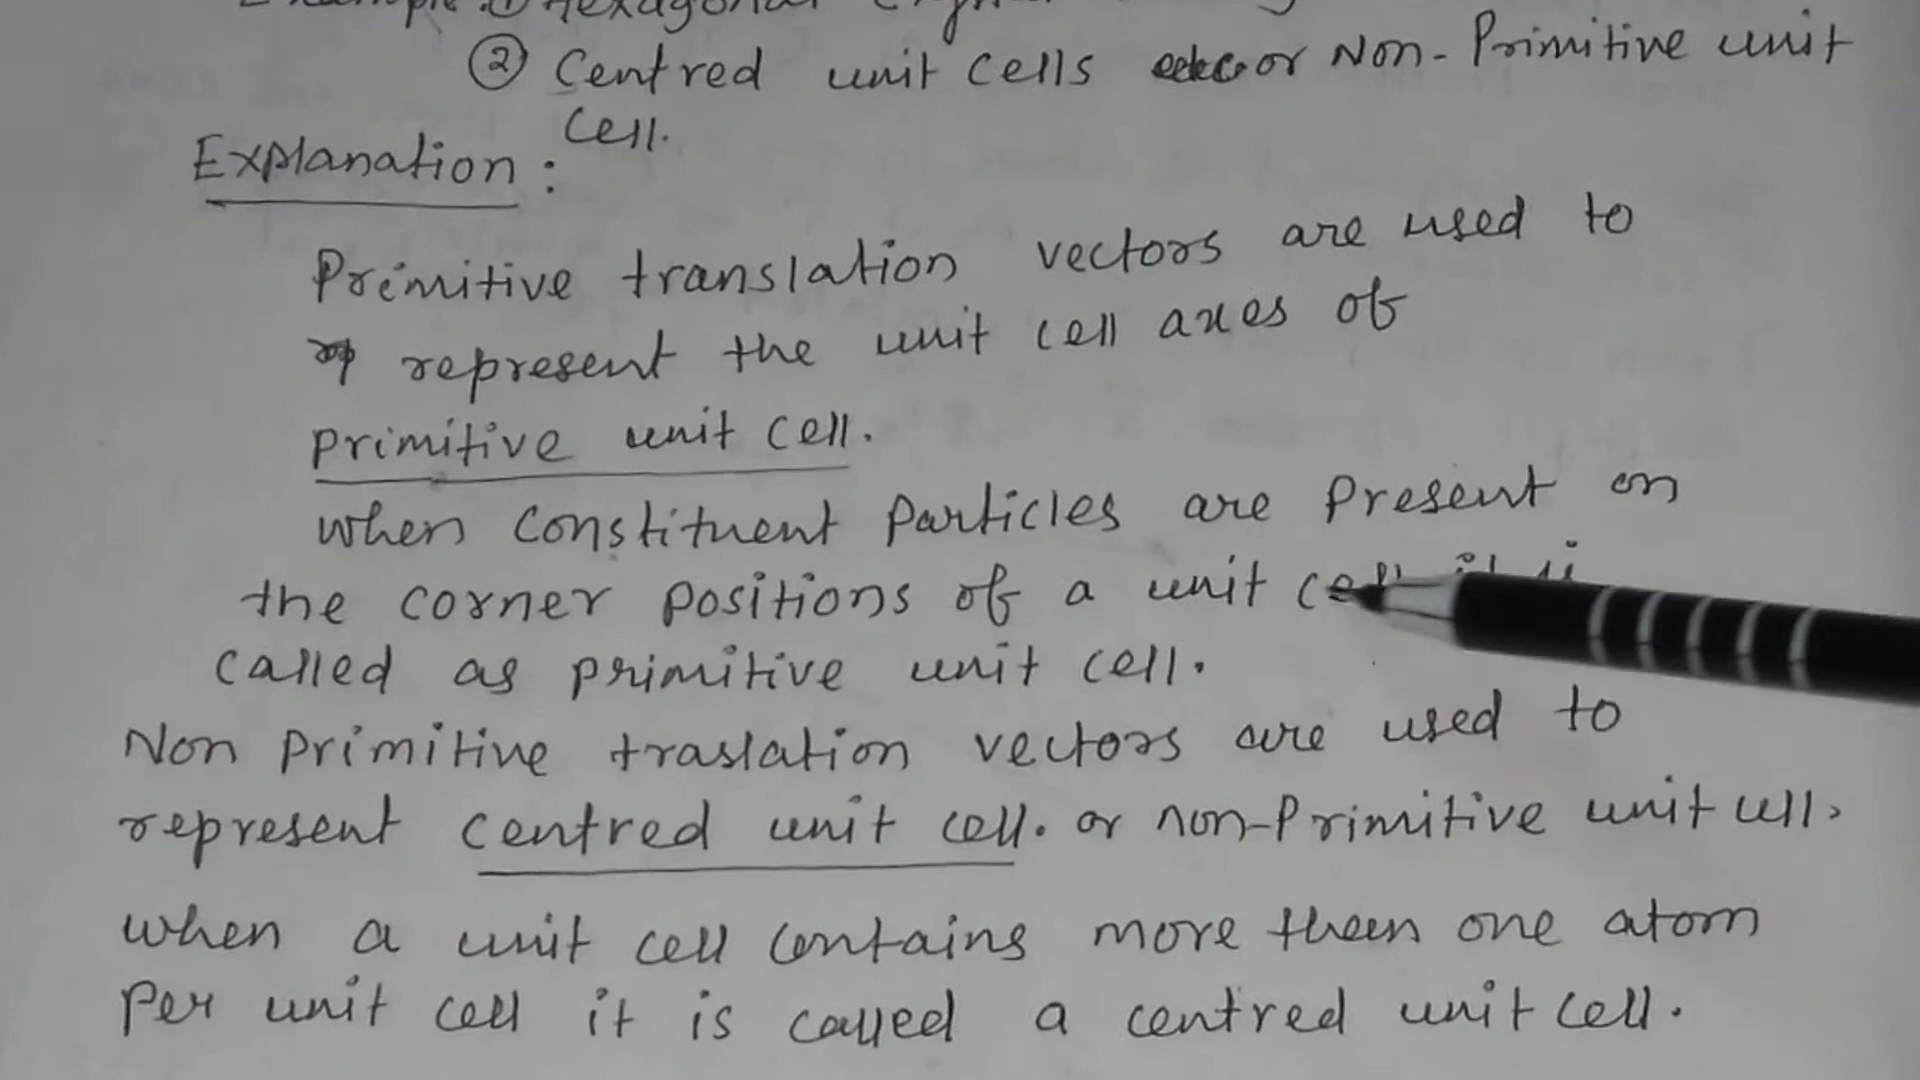 ② Centred unit cells or Non-Primitive unit
cell.
Explanation:
Primitive translation vectors are used to
represent the unit cell axes of
primitive unit cell.
when constituent particles are present on
the corner positions of a unit cell it is
called as primitive unit cell.
Non primitive traslation vectors are used to
represent centred unit cell. or non-primitive unit cell.
when a unit cell contains more then one atom
Per unit cell it is called a centred unit cell.